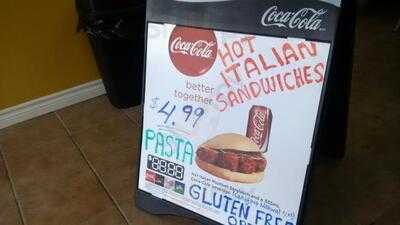 Coca-Cola
Coca-Cola
HOT
ITALIAN
SANDWICHES
better
together
$4.99
Coca-Cola
PASTA
GLUTEN FREE